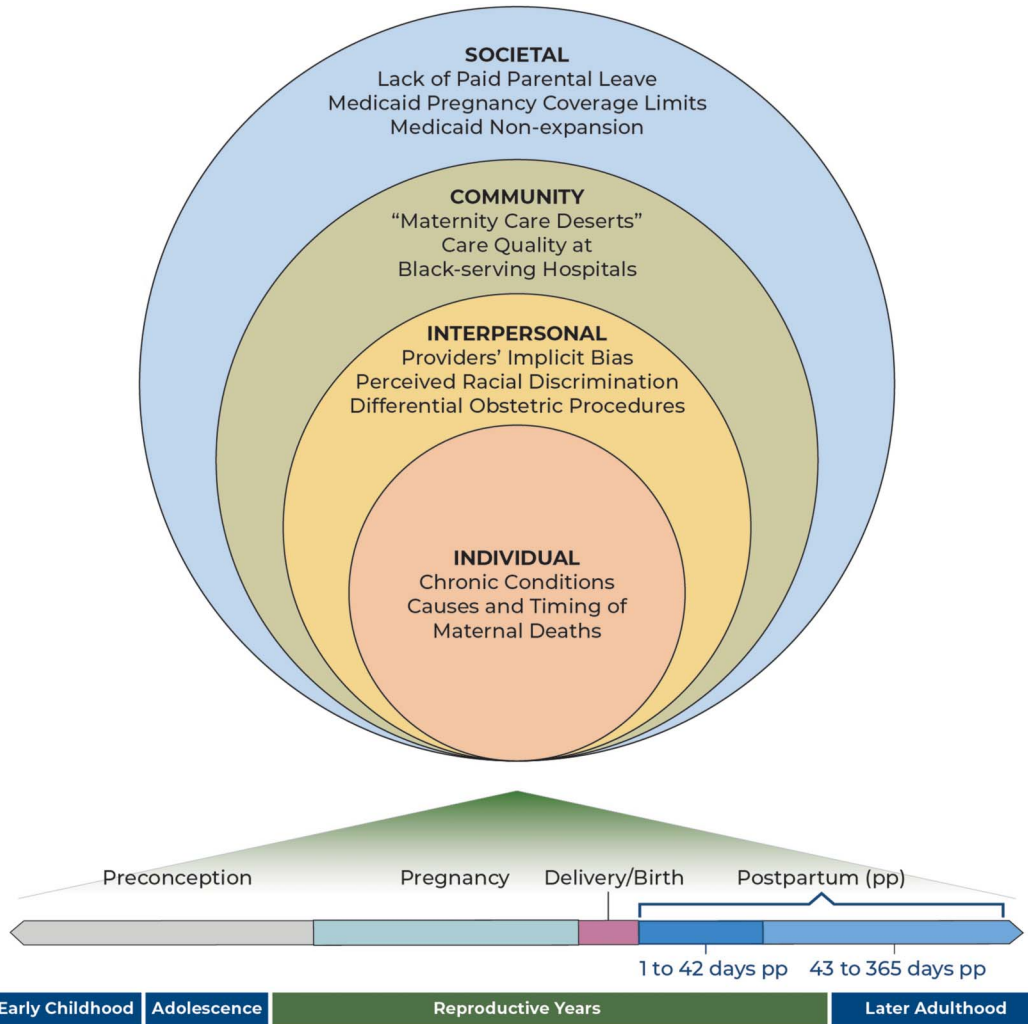 SOCIETAL
Lack of Paid Parental Leave
Medicaid Pregnancy Coverage Limits
Medicaid Non-expansion
COMMUNITY
“Maternity Care Deserts”
Care Quality at
Black-serving Hospitals
INTERPERSONAL
Providers’ Implicit Bias
Perceived Racial Discrimination
Differential Obstetric Procedures
INDIVIDUAL
Chronic Conditions
Causes and Timing of
Maternal Deaths
Preconception
Pregnancy
Delivery/Birth
Postpartum (pp)
1 to 42 days pp
43 to 365 days pp
Early Childhood
Adolescence
Reproductive Years
Later Adulthood